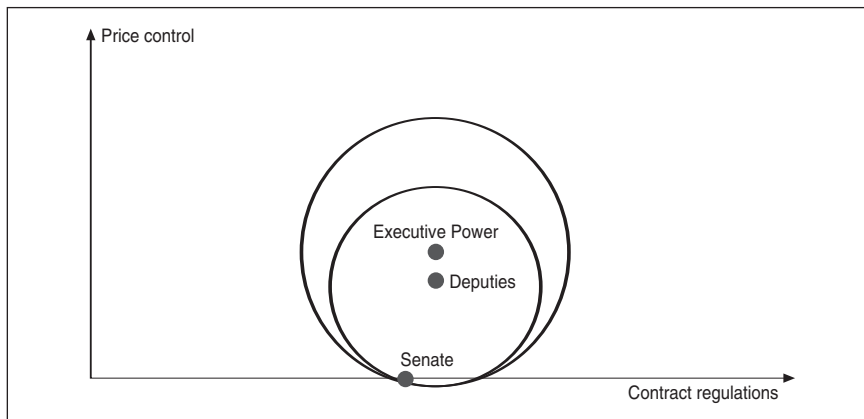 Price control
Executive Power
Deputies
Senate
Contract regulations